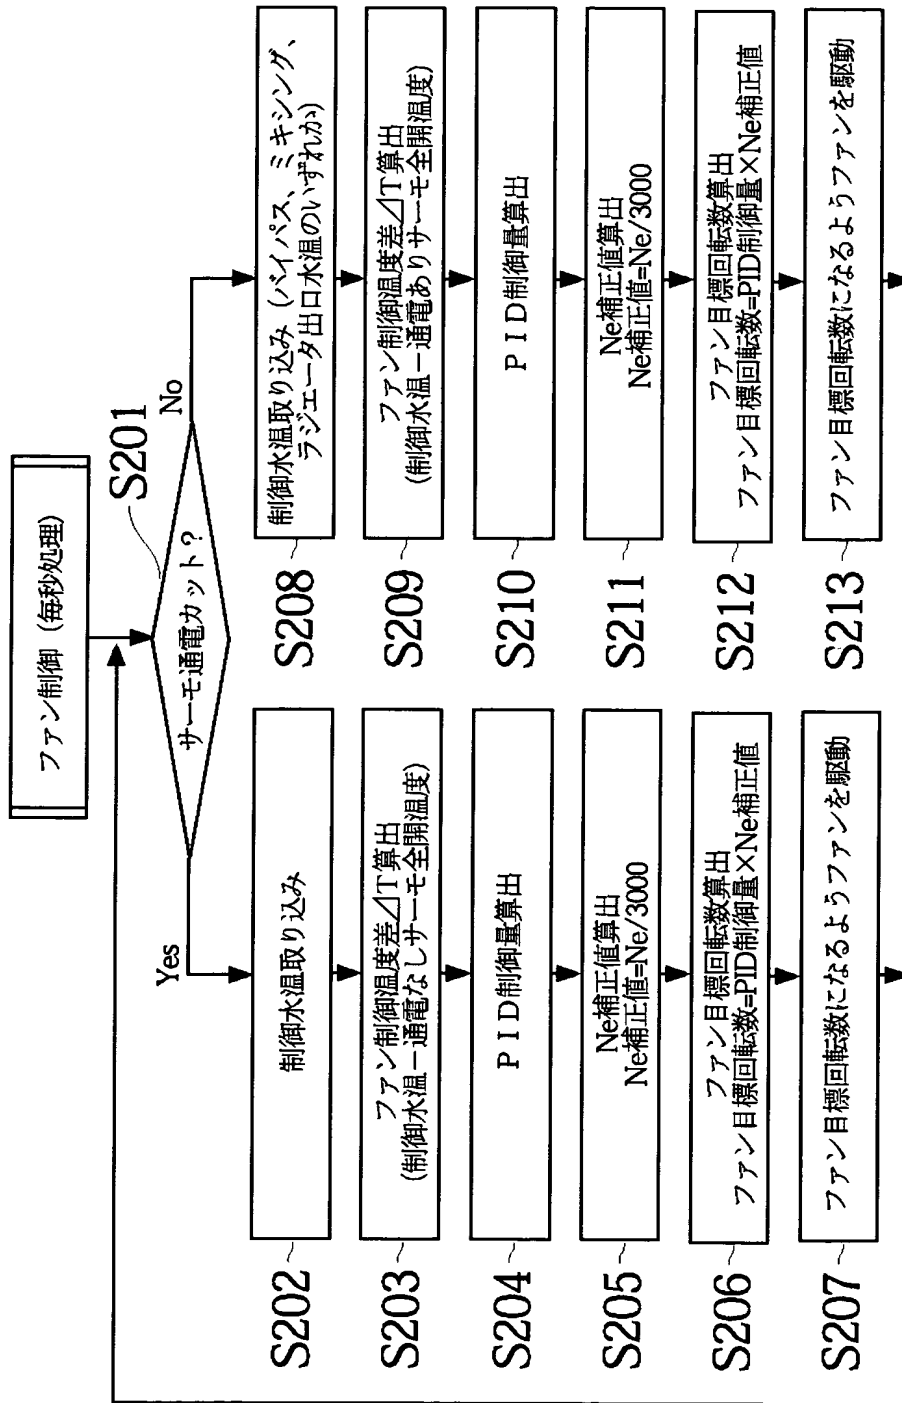 ファン制御（毎秒処理）
サーモ通電カット？
S201
Yes
No
制御水温取り込み
S202
ファン制御温度差⊿T算出
(制御水温－通電なしサーモ全開温度)
S203
ＰＩＤ制御量算出
S204
Ne補正値算出
Ne補正値=Ne/3000
S205
ファン目標回転数算出
ファン目標回転数=PID制御量×Ne補正値
S206
ファン目標回転数になるようファンを駆動
S207
制御水温取り込み（バイパス、ミキシング、
ラジエータ出口水温のいずれか）
S208
ファン制御温度差⊿T算出
(制御水温－通電ありサーモ全開温度)
S209
ＰＩＤ制御量算出
S210
Ne補正値算出
Ne補正値=Ne/3000
S211
ファン目標回転数算出
ファン目標回転数=PID制御量×Ne補正値
S212
ファン目標回転数になるようファンを駆動
S213